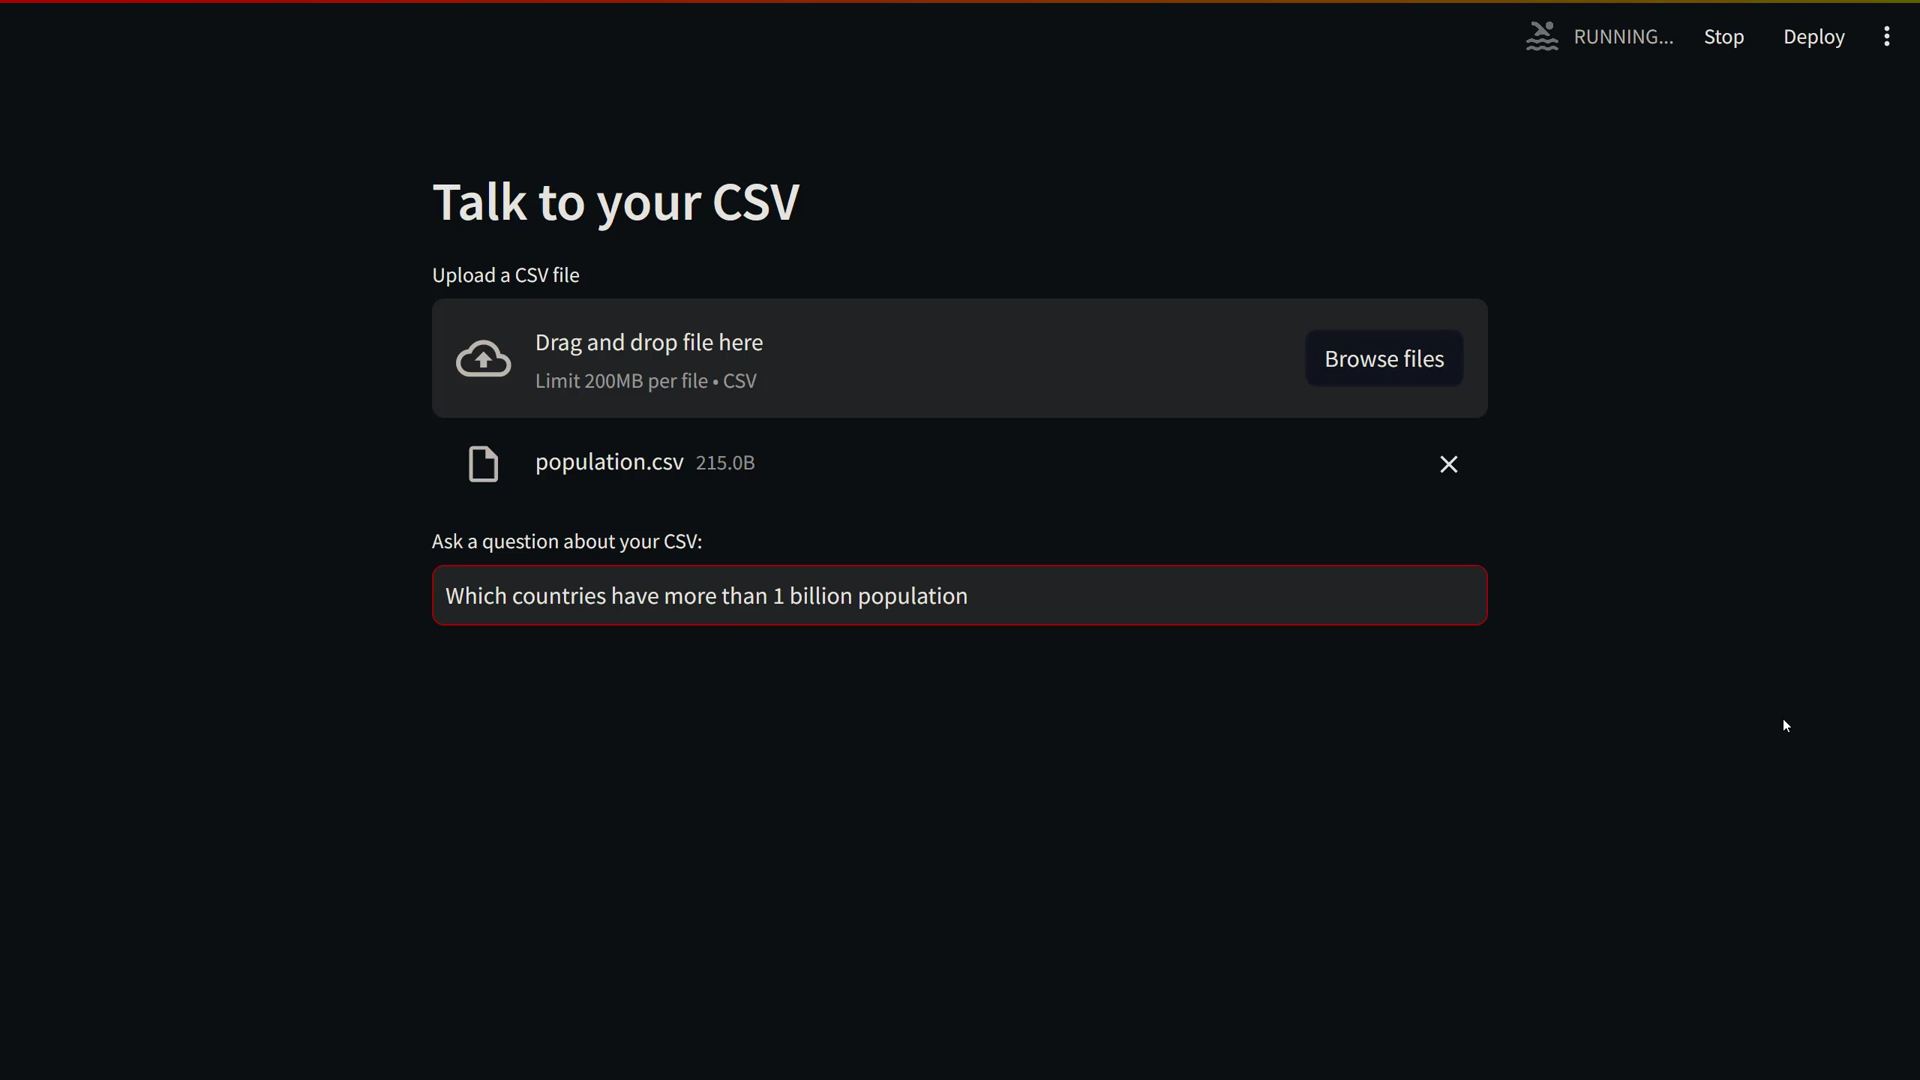 RUNNING... Stop Deploy
Talk to your CSV
Upload a CSV file
Drag and drop file here
Limit 200MB per file • CSV
Browse files
population.csv 215.0B
Ask a question about your CSV:
Which countries have more than 1 billion population